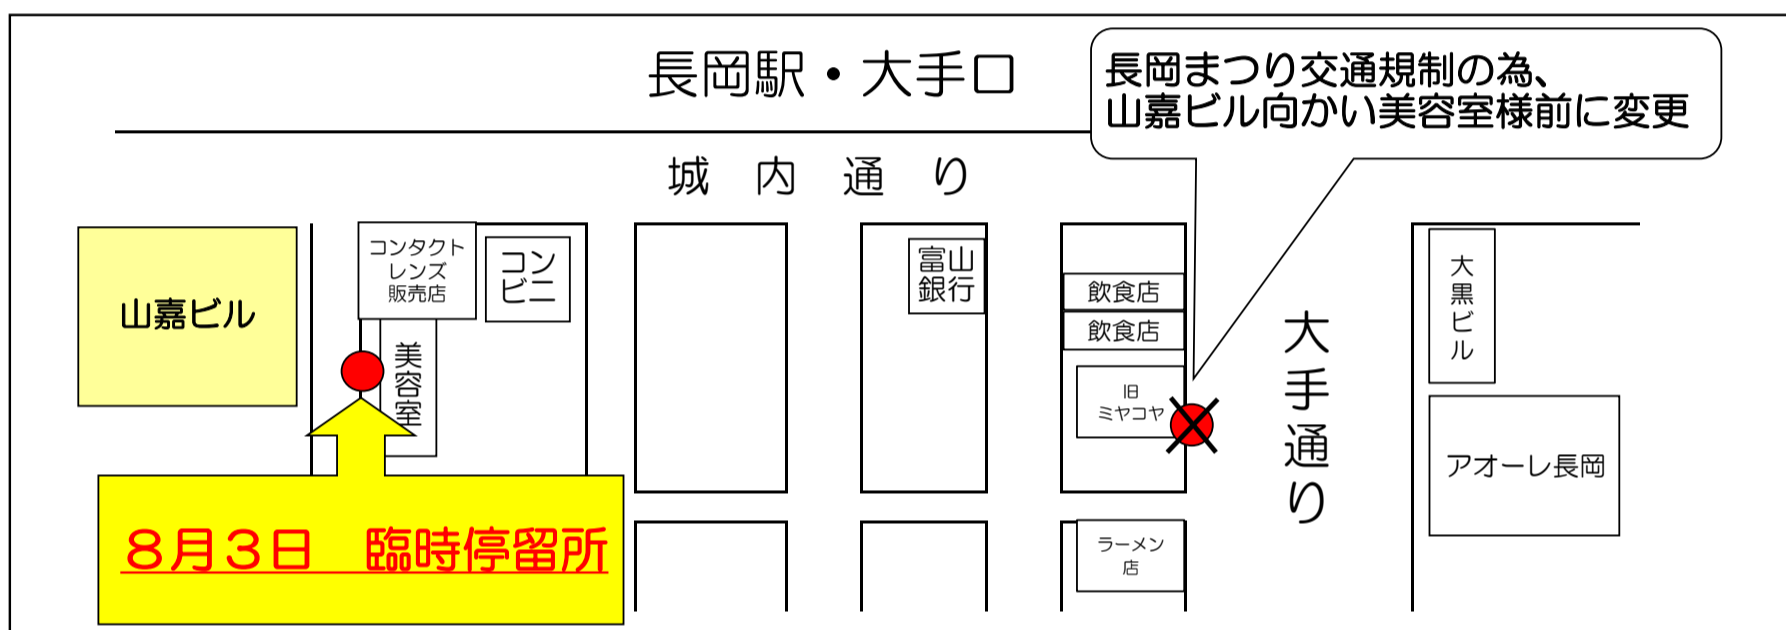 長岡駅・大手口
長岡まつり交通規制の為、
山嘉ビル向かい美容室様前に変更
城内通り
山嘉ビル
コンタクト
レンズ
販売店
コン
ビニ
美容室
富山
銀行
飲食店
飲食店
旧
ミヤコヤ
大手通り
大黒ビル
アオーレ長岡
ラーメン
店
8月3日　臨時停留所